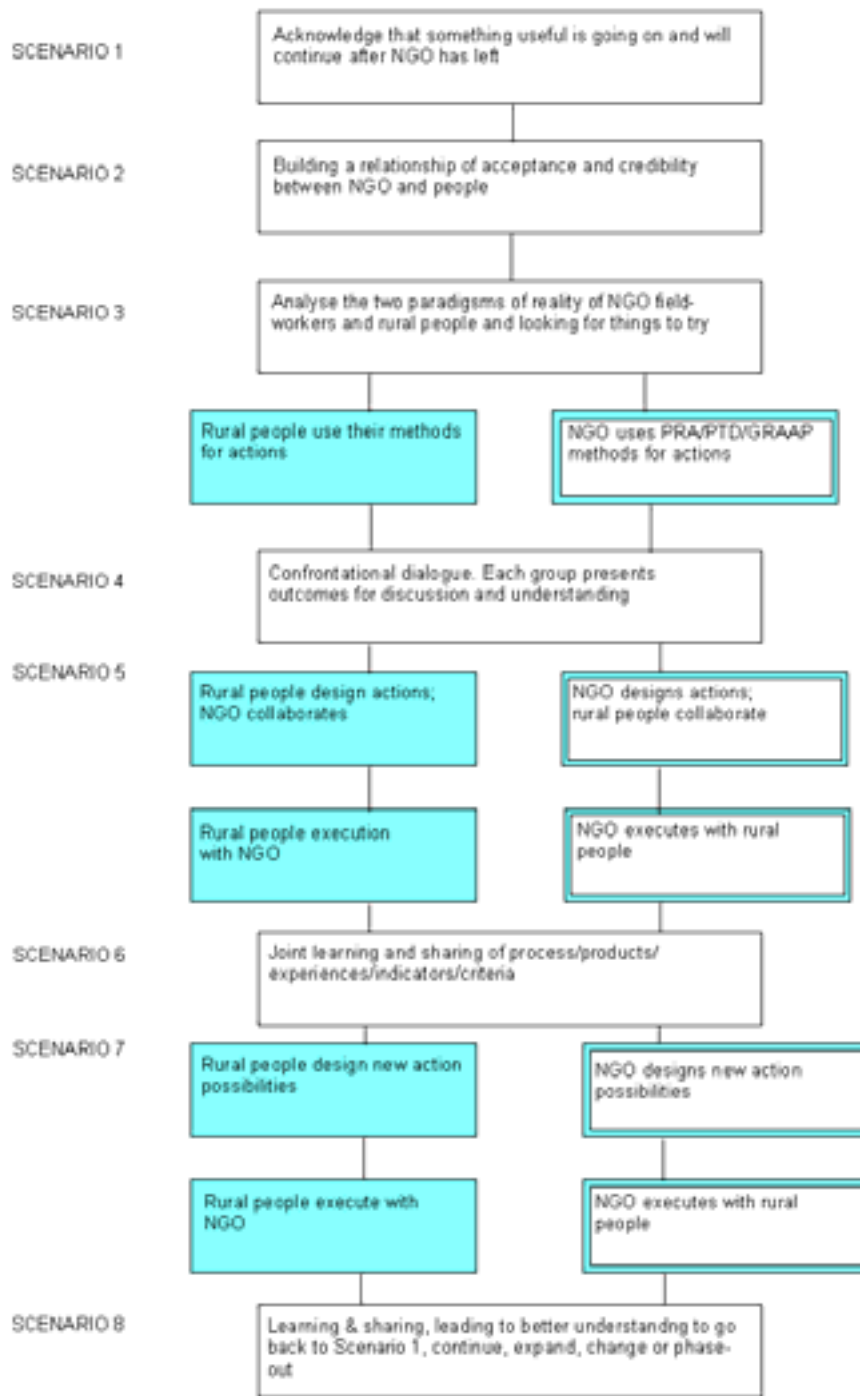 SCENARIO 1
Acknowledge that something useful is going on and will
continue after NGO has left
SCENARIO 2
Building a relationship of acceptance and credibility
between NGO and people
SCENARIO 3
Analyse the two paradigsms of reality of NGO field-
workers and rural people and looking for things to try
Rural people use their methods
for actions
NGO uses PRA/PTD/GRAAP
methods for actions
SCENARIO 4
Confrontational dialogue. Each group presents
outcomes for discussion and understanding
SCENARIO 5
Rural people design actions;
NGO collaborates
NGO designs actions;
rural people collaborate
Rural people execution
with NGO
NGO executes with rural
people
SCENARIO 6
Joint learning and sharing of process/products/
experiences/indicators/criteria
SCENARIO 7
Rural people design new action
possibilities
NGO designs new action
possibilities
Rural people execute with
NGO
NGO executes with rural
people
SCENARIO 8
Learning & sharing, leading to better understandng to go
back to Scenario 1, continue, expand, change or phase-
out